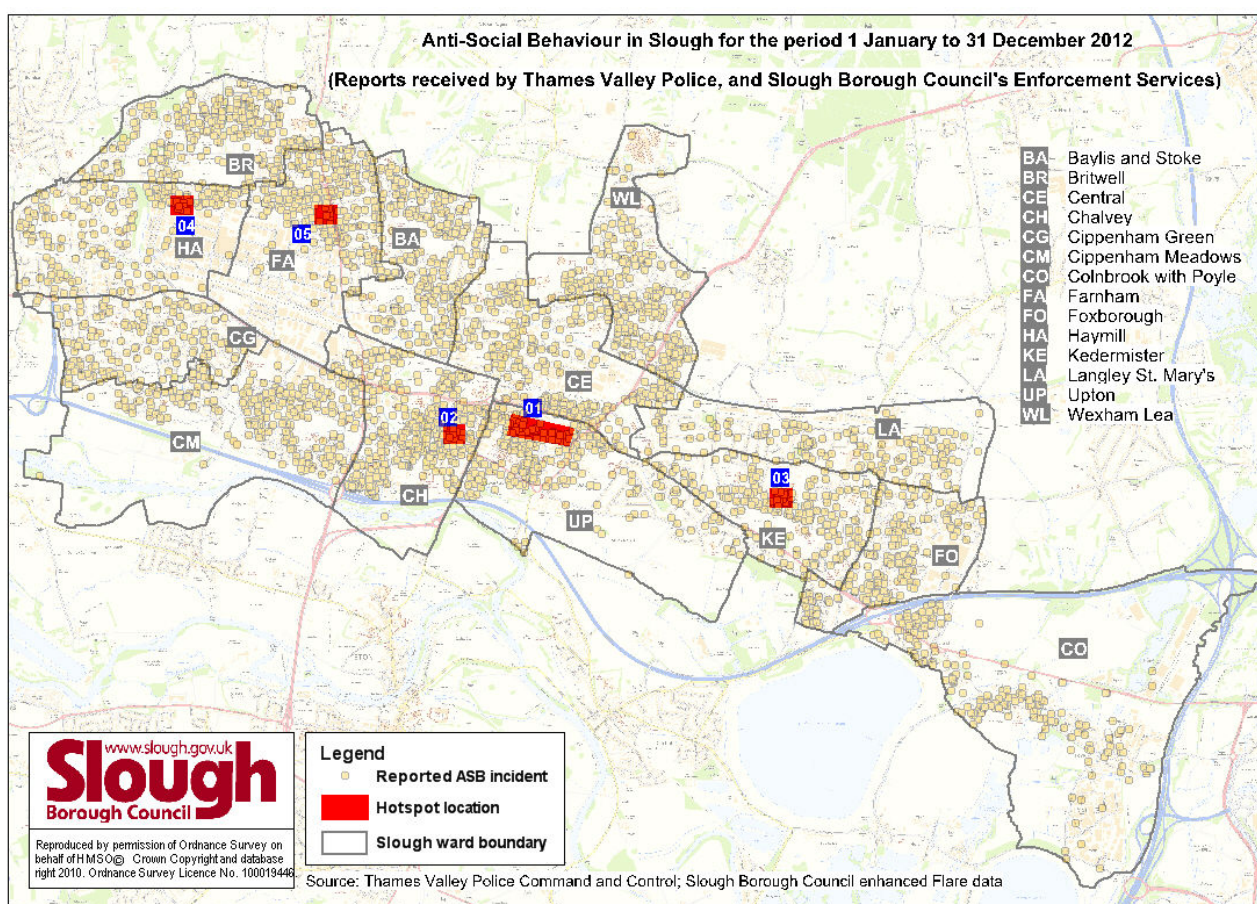 Anti-Social Behaviour in Slough for the period 1 January to 31 December 2012
(Reports received by Thames Valley Police, and Slough Borough Council's Enforcement Services)
BA Baylis and Stoke
BR Britwell
CE Central
CH Chalvey
CG Cippenham Green
CM Cippenham Meadows
CO Colnbrook with Poyle
FA Farnham
FO Foxborough
HA Haymill
KE Kedermister
LA Langley St. Mary's
UP Upton
WL Wexham Lea
BR
WL
04
HA
05
FA
BA
CG
CE
02
01
CM
LA
03
CH
UP
KE
FO
CO
www.slough.gov.uk
Slough
Borough Council
Reproduced by permission of Ordnance Survey on
behalf of HMSO© Crown Copyright and database
right 2010. Ordnance Survey Licence No. 100019446
Legend
Reported ASB incident
Hotspot location
Slough ward boundary
Source: Thames Valley Police Command and Control; Slough Borough Council enhanced Flare data